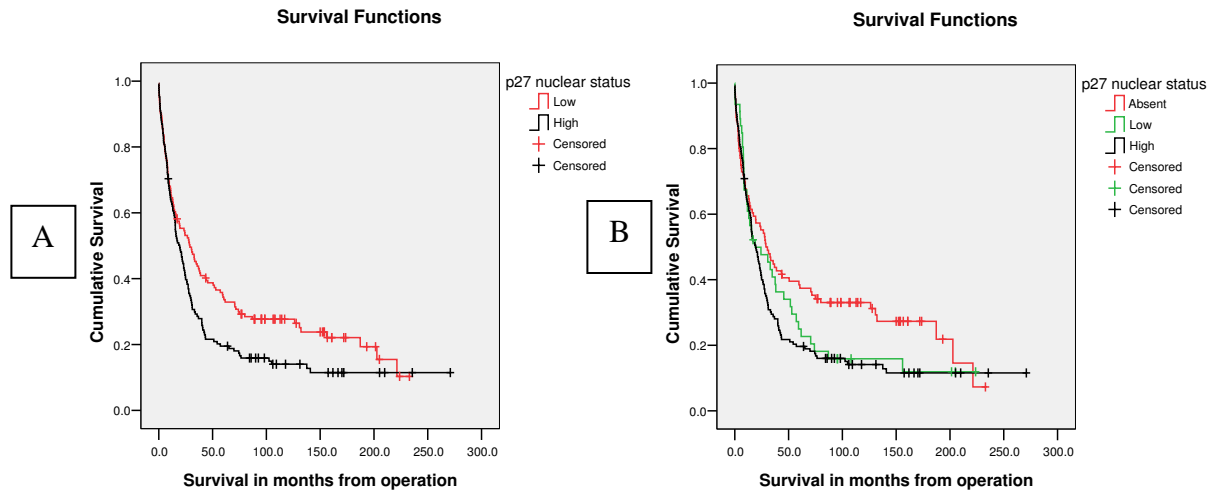 Survival Functions
A
Cumulative Survival
1.0
0.8
0.6
0.4
0.2
0.0
0.0 50.0 100.0 150.0 200.0 250.0 300.0
Survival in months from operation
p27 nuclear status
Low
High
Censored
Censored
Survival Functions
B
Cumulative Survival
1.0
0.8
0.6
0.4
0.2
0.0
0.0 50.0 100.0 150.0 200.0 250.0 300.0
Survival in months from operation
p27 nuclear status
Absent
Low
High
Censored
Censored
Censored